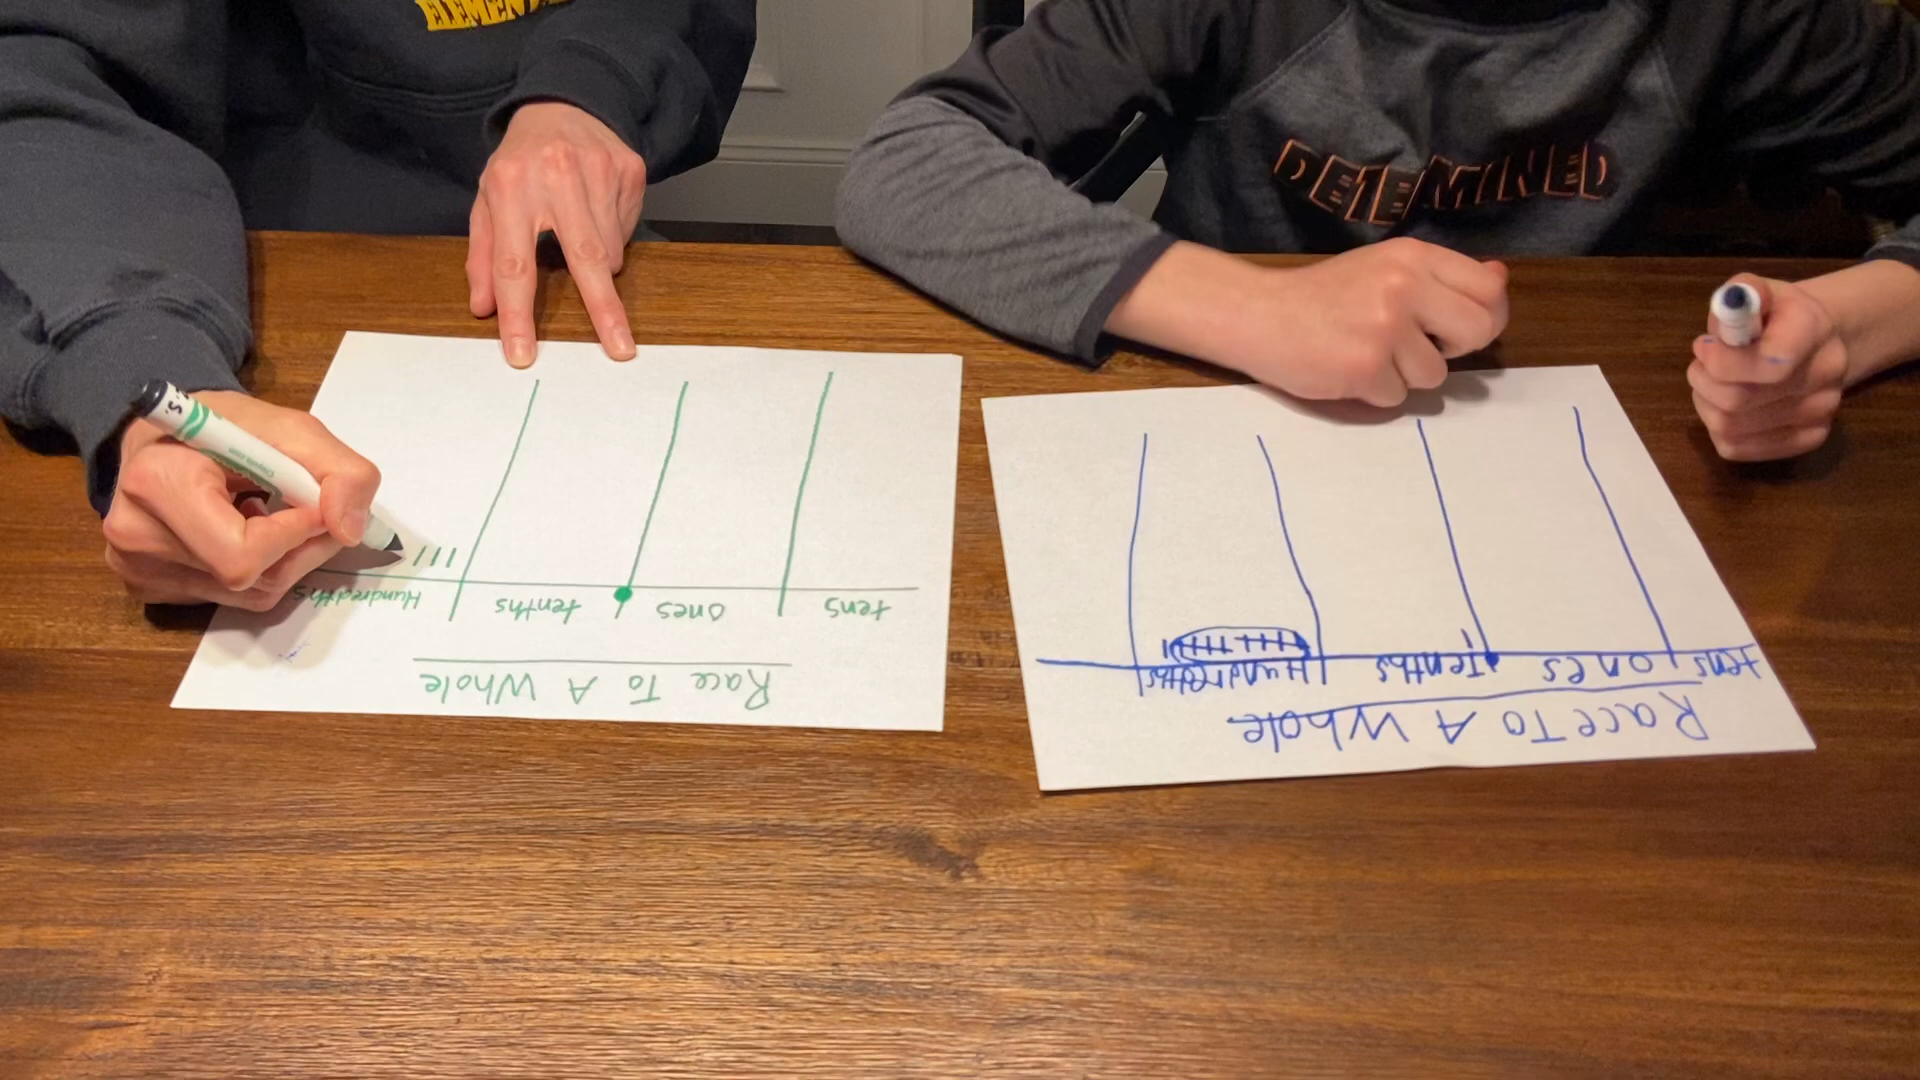 ELEMENT
DETERMINED
Race To A Whole
tens ones tenths Hundredths
Race To A Whole
tens ones Tenths Hundredths